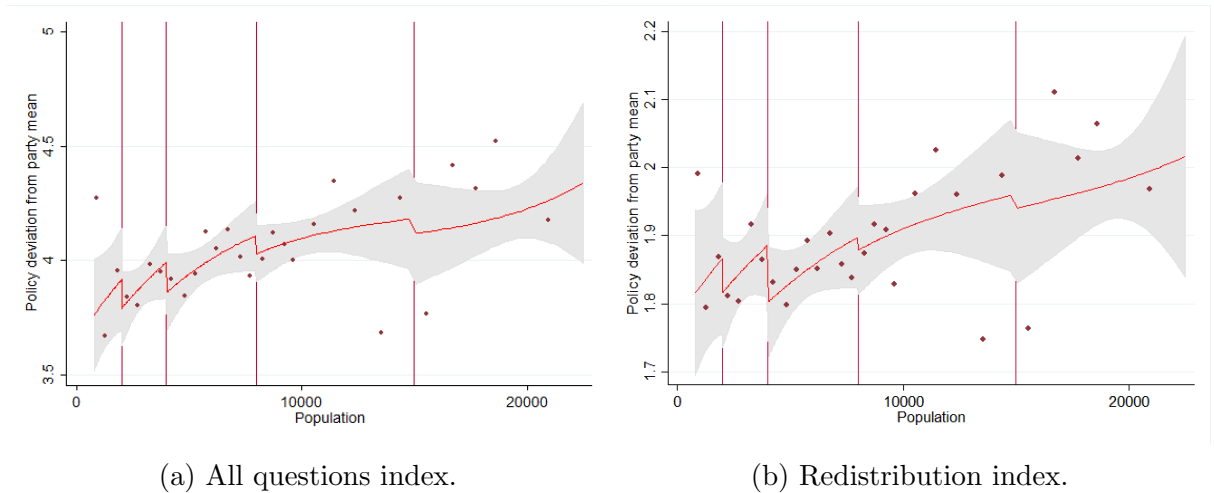 Policy deviation from party mean
5
4.5
4
3.5
0
10000
20000
Population
(a) All questions index.
Policy deviation from party mean
2.2
2.1
2
1.9
1.8
1.7
0
10000
20000
Population
(b) Redistribution index.